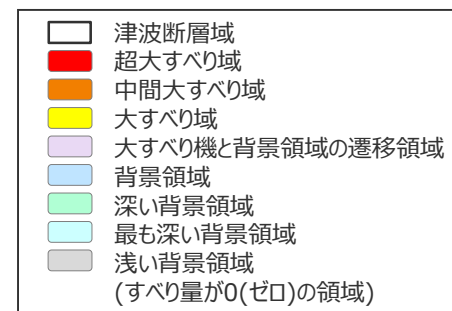 津波断層域
超大すべり域
中間大すべり域
大すべり域
大すべり機と背景領域の遷移領域
背景領域
深い背景領域
最も深い背景領域
浅い背景領域
(すべり量が0(ゼロ)の領域)